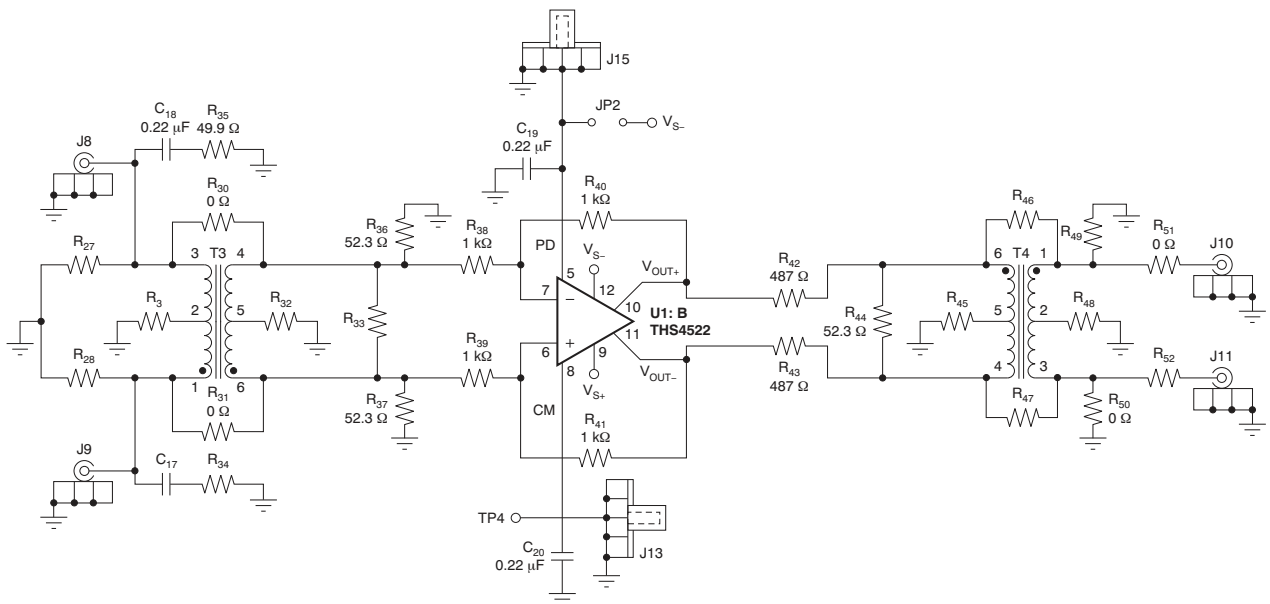 J15
JP2
V_S−
C_18
0.22 µF
R_35
49.9 Ω
J8
C_19
0.22 µF
R_30
0 Ω
R_40
1 kΩ
R_36
52.3 Ω
R_38
1 kΩ
PD
V_S−
R_46
R_49
R_51
0 Ω
J10
R_27
3
T3
4
5
12
V_OUT+
R_42
487 Ω
6
T4
1
7
−
10
U1: B
THS4522
R_3
2
5
R_32
R_33
R_44
52.3 Ω
R_45
5
2
R_48
11
R_28
R_39
1 kΩ
+
6
9
8
V_OUT−
R_43
487 Ω
4
3
R_52
J11
1
6
R_31
0 Ω
R_37
52.3 Ω
V_S+
CM
R_41
1 kΩ
R_47
R_50
0 Ω
J9
C_17
R_34
TP4
J13
C_20
0.22 µF